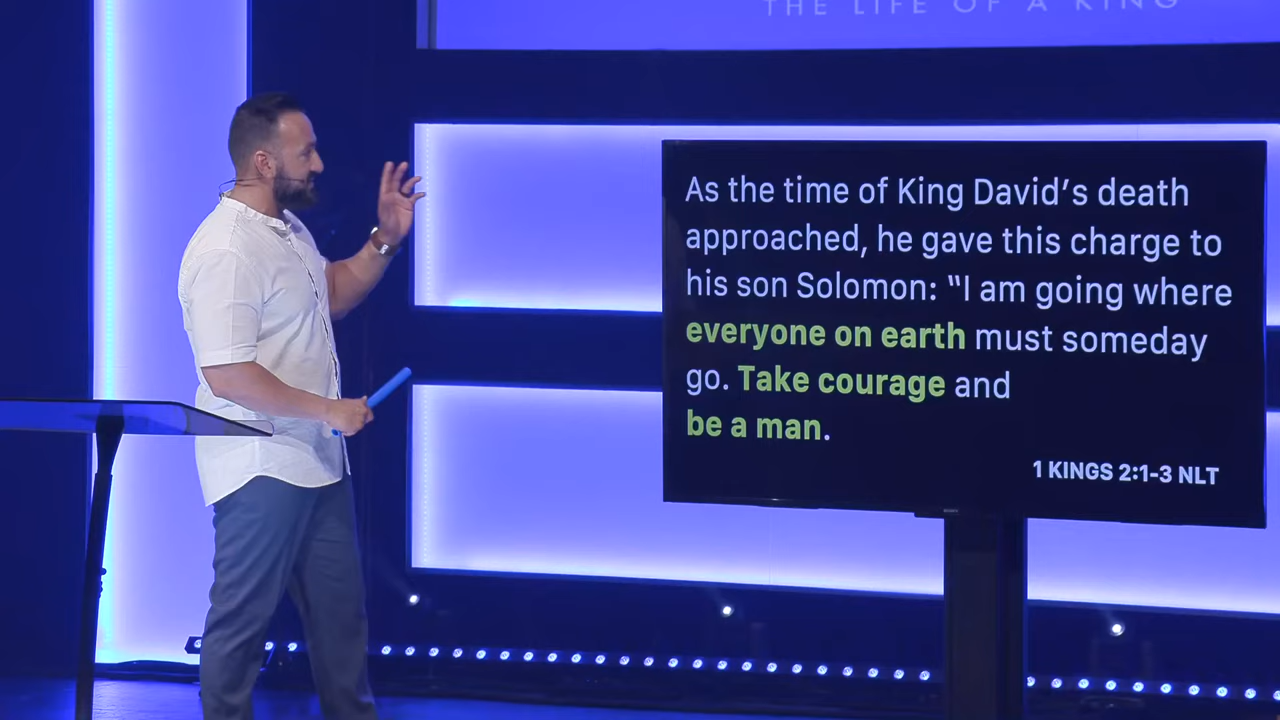 THE LIFE OF A KING
As the time of King David's death
approached, he gave this charge to
his son Solomon: “I am going where
everyone on earth must someday
go. Take courage and
be a man.
1 KINGS 2:1-3 NLT
SONY